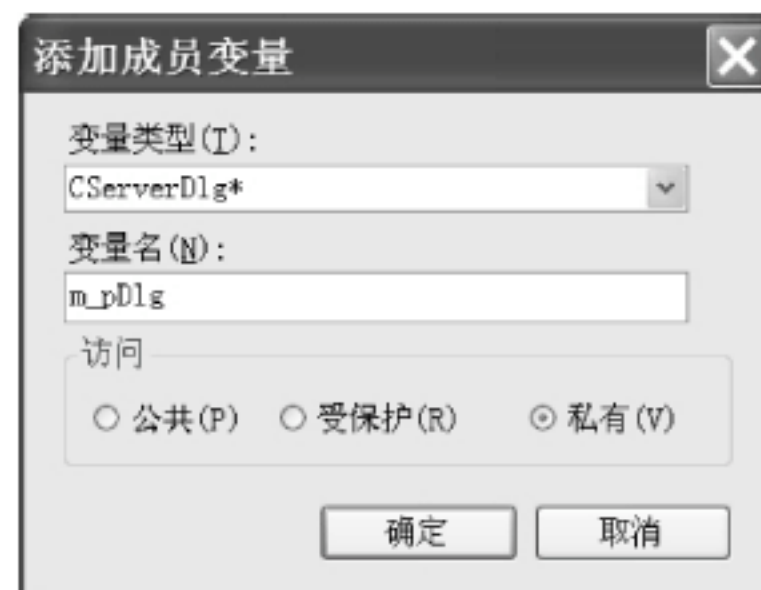 添加成员变量
变量类型(T):
CServerDlg*
变量名(N):
m_pDlg
访问
公共(P) 受保护(R) 私有(V)
确定 取消